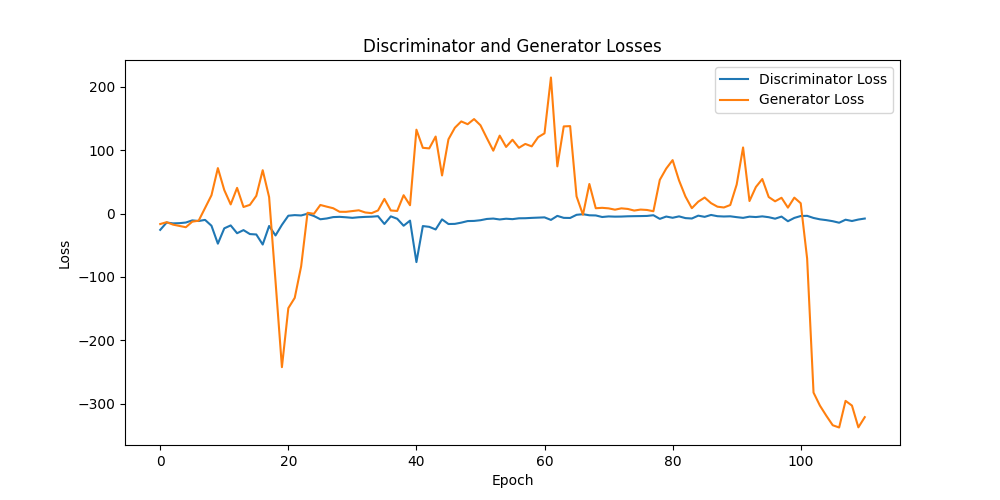 Discriminator and Generator Losses
Discriminator Loss
Generator Loss
200
100
0
−100
−200
−300
Loss
0 20 40 60 80 100
Epoch